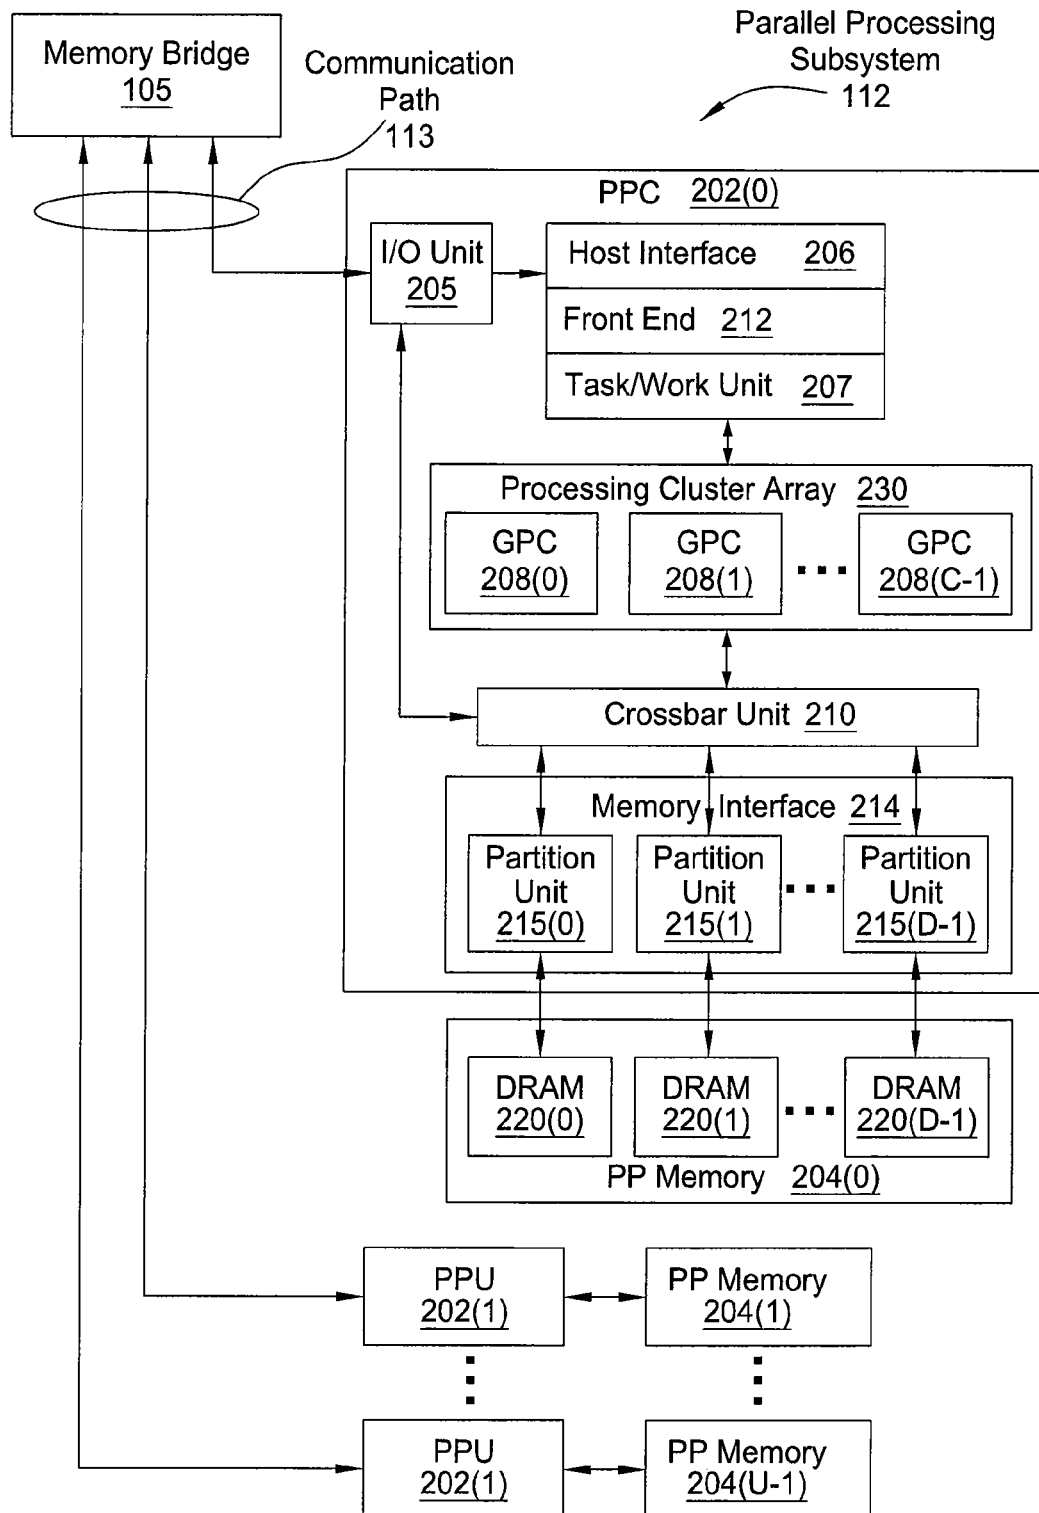 Memory Bridge
105
Communication
Path
113
Parallel Processing
Subsystem
112
PPC 202(0)
I/O Unit
205
Host Interface 206
Front End 212
Task/Work Unit 207
Processing Cluster Array 230
GPC
208(0)
GPC
208(1)
GPC
208(C-1)
Crossbar Unit 210
Memory Interface 214
Partition
Unit
215(0)
Partition
Unit
215(1)
Partition
Unit
215(D-1)
DRAM
220(0)
DRAM
220(1)
DRAM
220(D-1)
PP Memory 204(0)
PPU
202(1)
PP Memory
204(1)
PPU
202(1)
PP Memory
204(U-1)